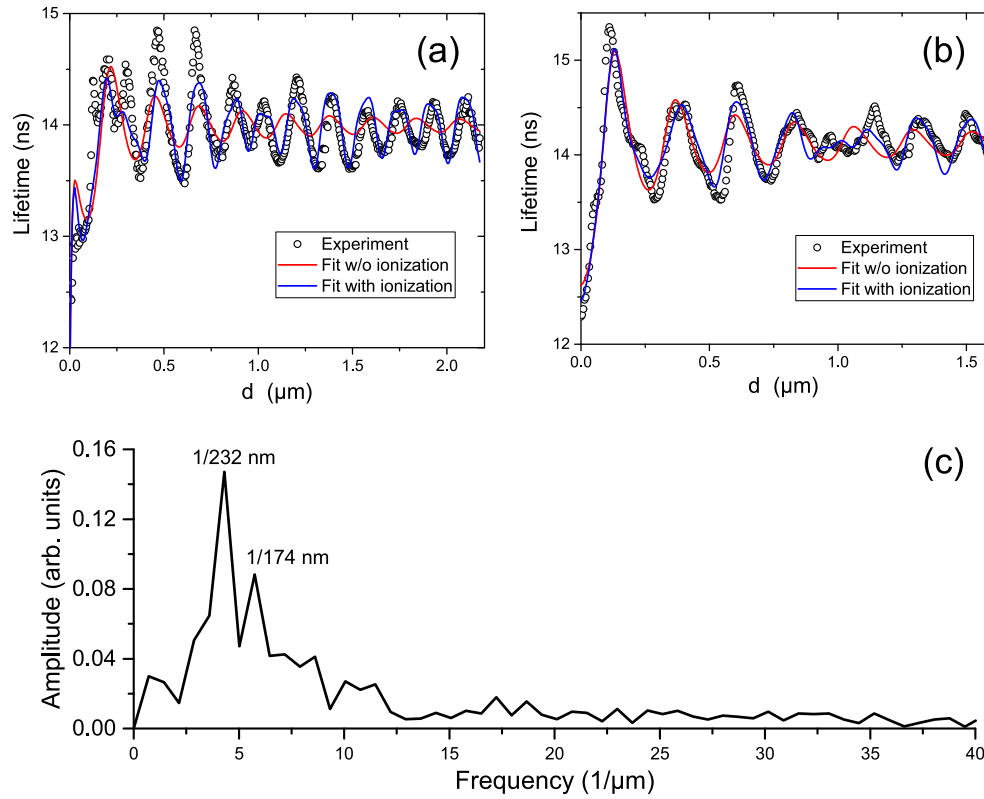 (a)
15
14
13
12
Lifetime (ns)
Experiment
Fit w/o ionization
Fit with ionization
0.0 0.5 1.0 1.5 2.0
d (μm)
(b)
15
14
13
12
Lifetime (ns)
Experiment
Fit w/o ionization
Fit with ionization
0.0 0.5 1.0 1.5
d (μm)
(c)
0.16
0.12
0.08
0.04
0.00
Amplitude (arb. units)
1/232 nm
1/174 nm
0 5 10 15 20 25 30 35 40
Frequency (1/μm)